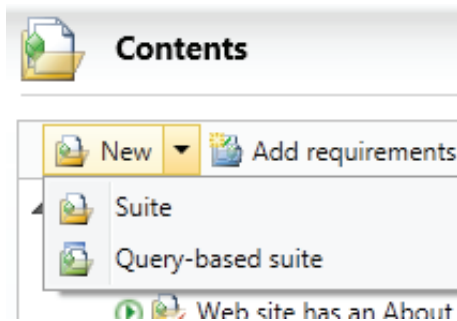 Contents
New Add requirements
Suite
Query-based suite
Web site has an About